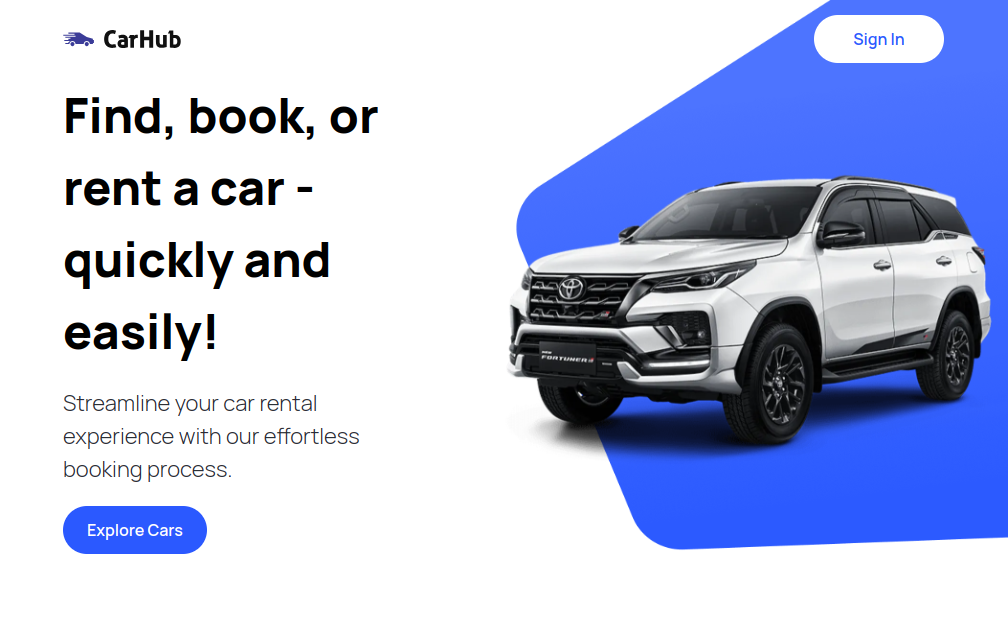 CarHub
Sign In
Find, book, or
rent a car -
quickly and
easily!
Streamline your car rental
experience with our effortless
booking process.
Explore Cars
FORTUNER